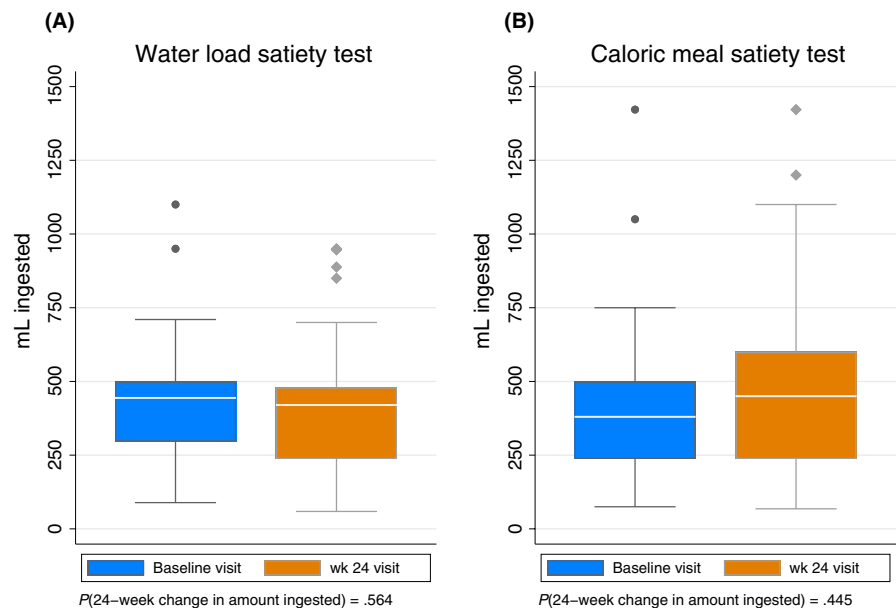 (A)
Water load satiety test
mL ingested
1500
1250
1000
750
500
250
0
Baseline visit wk 24 visit
P(24−week change in amount ingested) = .564
(B)
Caloric meal satiety test
mL ingested
1500
1250
1000
750
500
250
0
Baseline visit wk 24 visit
P(24−week change in amount ingested) = .445